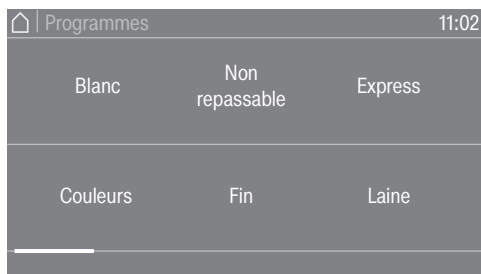 Programmes 11:02
Blanc
Non
repassable
Express
Couleurs
Fin
Laine